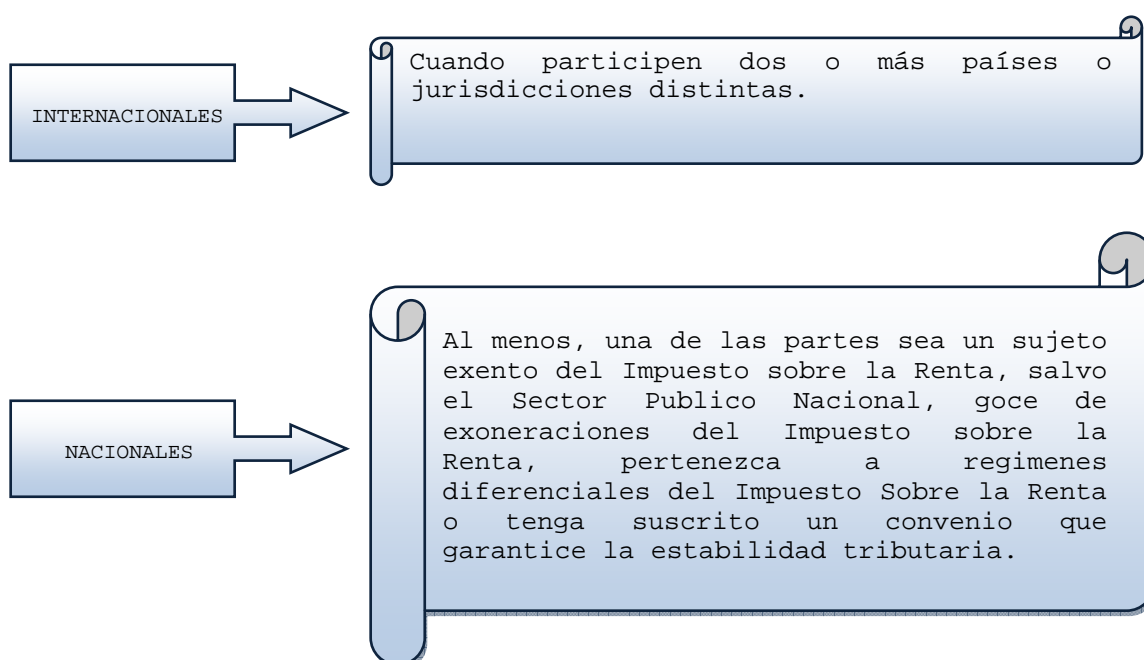 INTERNACIONALES
Cuando participen dos o más países o
jurisdicciones distintas.
NACIONALES
Al menos, una de las partes sea un sujeto
exento del Impuesto sobre la Renta, salvo
el Sector Publico Nacional, goce de
exoneraciones del Impuesto sobre la
Renta, pertenezca a regimenes
diferenciales del Impuesto Sobre la Renta
o tenga suscrito un convenio que
garantice la estabilidad tributaria.